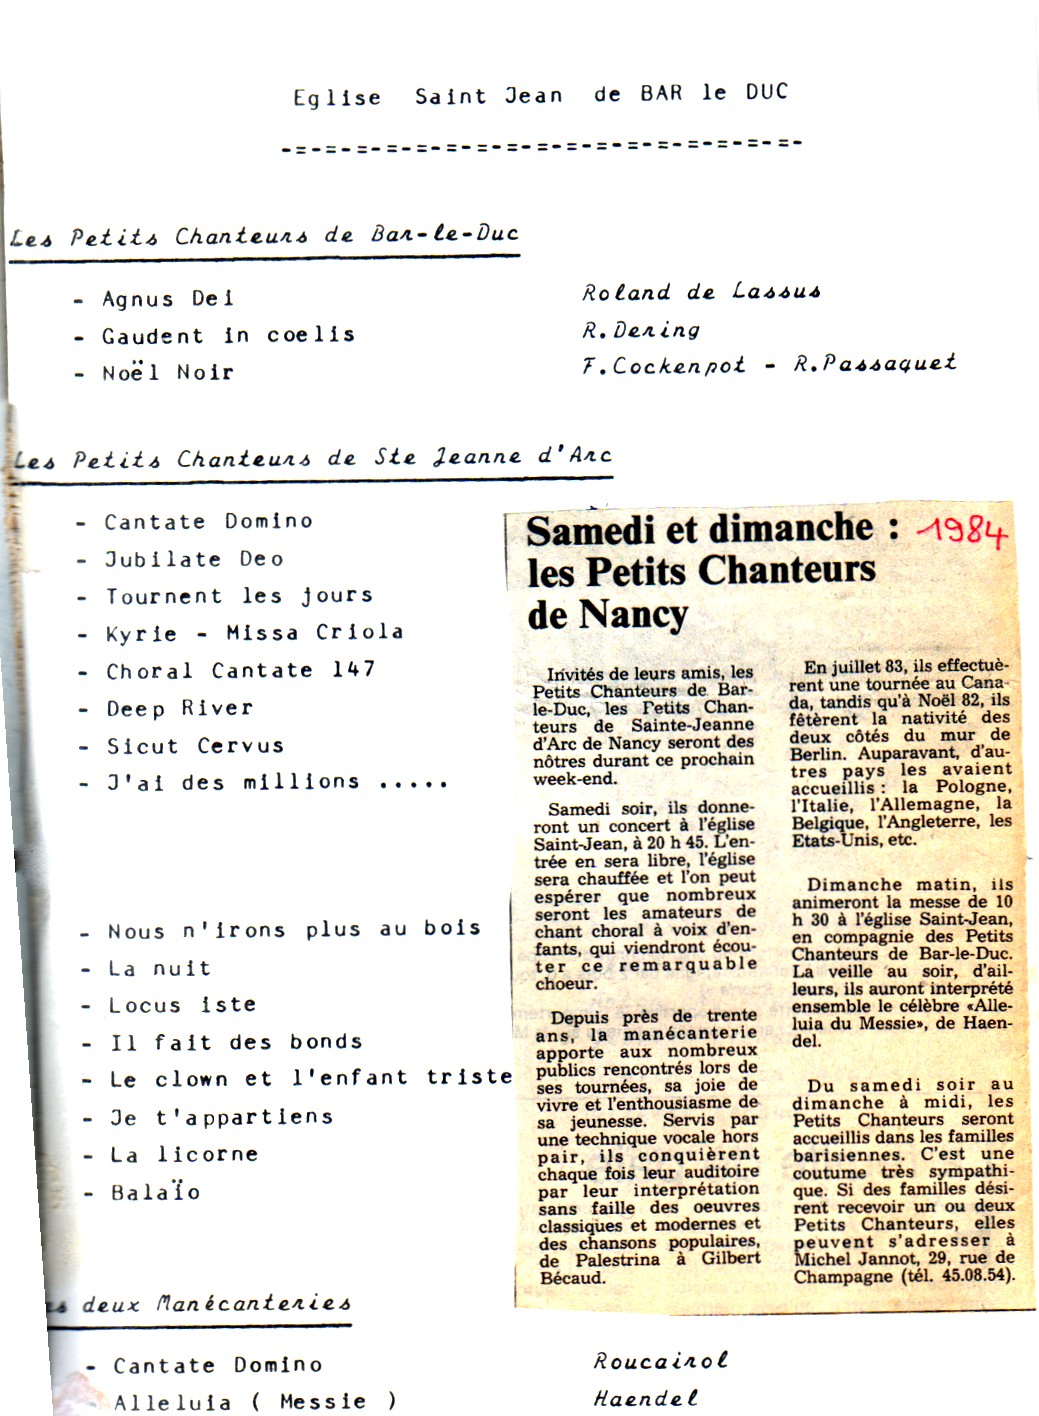 Eglise Saint Jean de BAR le DUC
-=-=-=-=-=-=-=-=-=-=-=-=-=-=-=-=-=-
Les Petits Chanteurs de Bar-le-Duc
- Agnus Dei Roland de Lassus
- Gaudent in coelis R.Dering
- Noël Noir F.Cockenpot - R.Passaquet
Les Petits Chanteurs de Ste Jeanne d'Arc
- Cantate Domino
- Jubilate Deo
- Tournent les jours
- Kyrie - Missa Criola
- Choral Cantate 147
- Deep River
- Sicut Cervus
- J'ai des millions .....
- Nous n'irons plus au bois
- La nuit
- Locus iste
- Il fait des bonds
- Le clown et l'enfant triste
- Je t'appartiens
- La licorne
- Balaïo
Samedi et dimanche : 1984
les Petits Chanteurs
de Nancy
Invités de leurs amis, les
Petits Chanteurs de Bar-
le-Duc, les Petits Chan-
teurs de Sainte-Jeanne
d'Arc de Nancy seront des
nôtres durant ce prochain
week-end.
Samedi soir, ils donne-
ront un concert à l'église
Saint-Jean, à 20 h 45. L'en-
trée en sera libre, l'église
sera chauffée et l'on peut
espérer que nombreux
seront les amateurs de
chant choral à voix d'en-
fants, qui viendront écou-
ter ce remarquable
choeur.
Depuis près de trente
ans, la manécanterie
apporte aux nombreux
publics rencontrés lors de
ses tournées, sa joie de
vivre et l'enthousiasme de
sa jeunesse. Servis par
une technique vocale hors
pair, ils conquièrent
chaque fois leur auditoire
par leur interprétation
sans faille des oeuvres
classiques et modernes et
des chansons populaires,
de Palestrina à Gilbert
Bécaud.
En juillet 83, ils effectuè-
rent une tournée au Cana-
da, tandis qu'à Noël 82, ils
fêtèrent la nativité des
deux côtés du mur de
Berlin. Auparavant, d'au-
tres pays les avaient
accueillis : la Pologne,
l'Italie, l'Allemagne, la
Belgique, l'Angleterre, les
Etats-Unis, etc.
Dimanche matin, ils
animeront la messe de 10
h 30 à l'église Saint-Jean,
en compagnie des Petits
Chanteurs de Bar-le-Duc.
La veille au soir, d'ail-
leurs, ils auront interprété
ensemble le célèbre «Alle-
luia du Messie», de Haen-
del.
Du samedi soir au
dimanche à midi, les
Petits Chanteurs seront
accueillis dans les familles
barisiennes. C'est une
coutume très sympathi-
que. Si des familles dési-
rent recevoir un ou deux
Petits Chanteurs, elles
peuvent s'adresser à
Michel Jannot, 29, rue de
Champagne (tél. 45.08.54).
deux Manécanteries
- Cantate Domino Roucairol
- Alleluia ( Messie ) Haendel